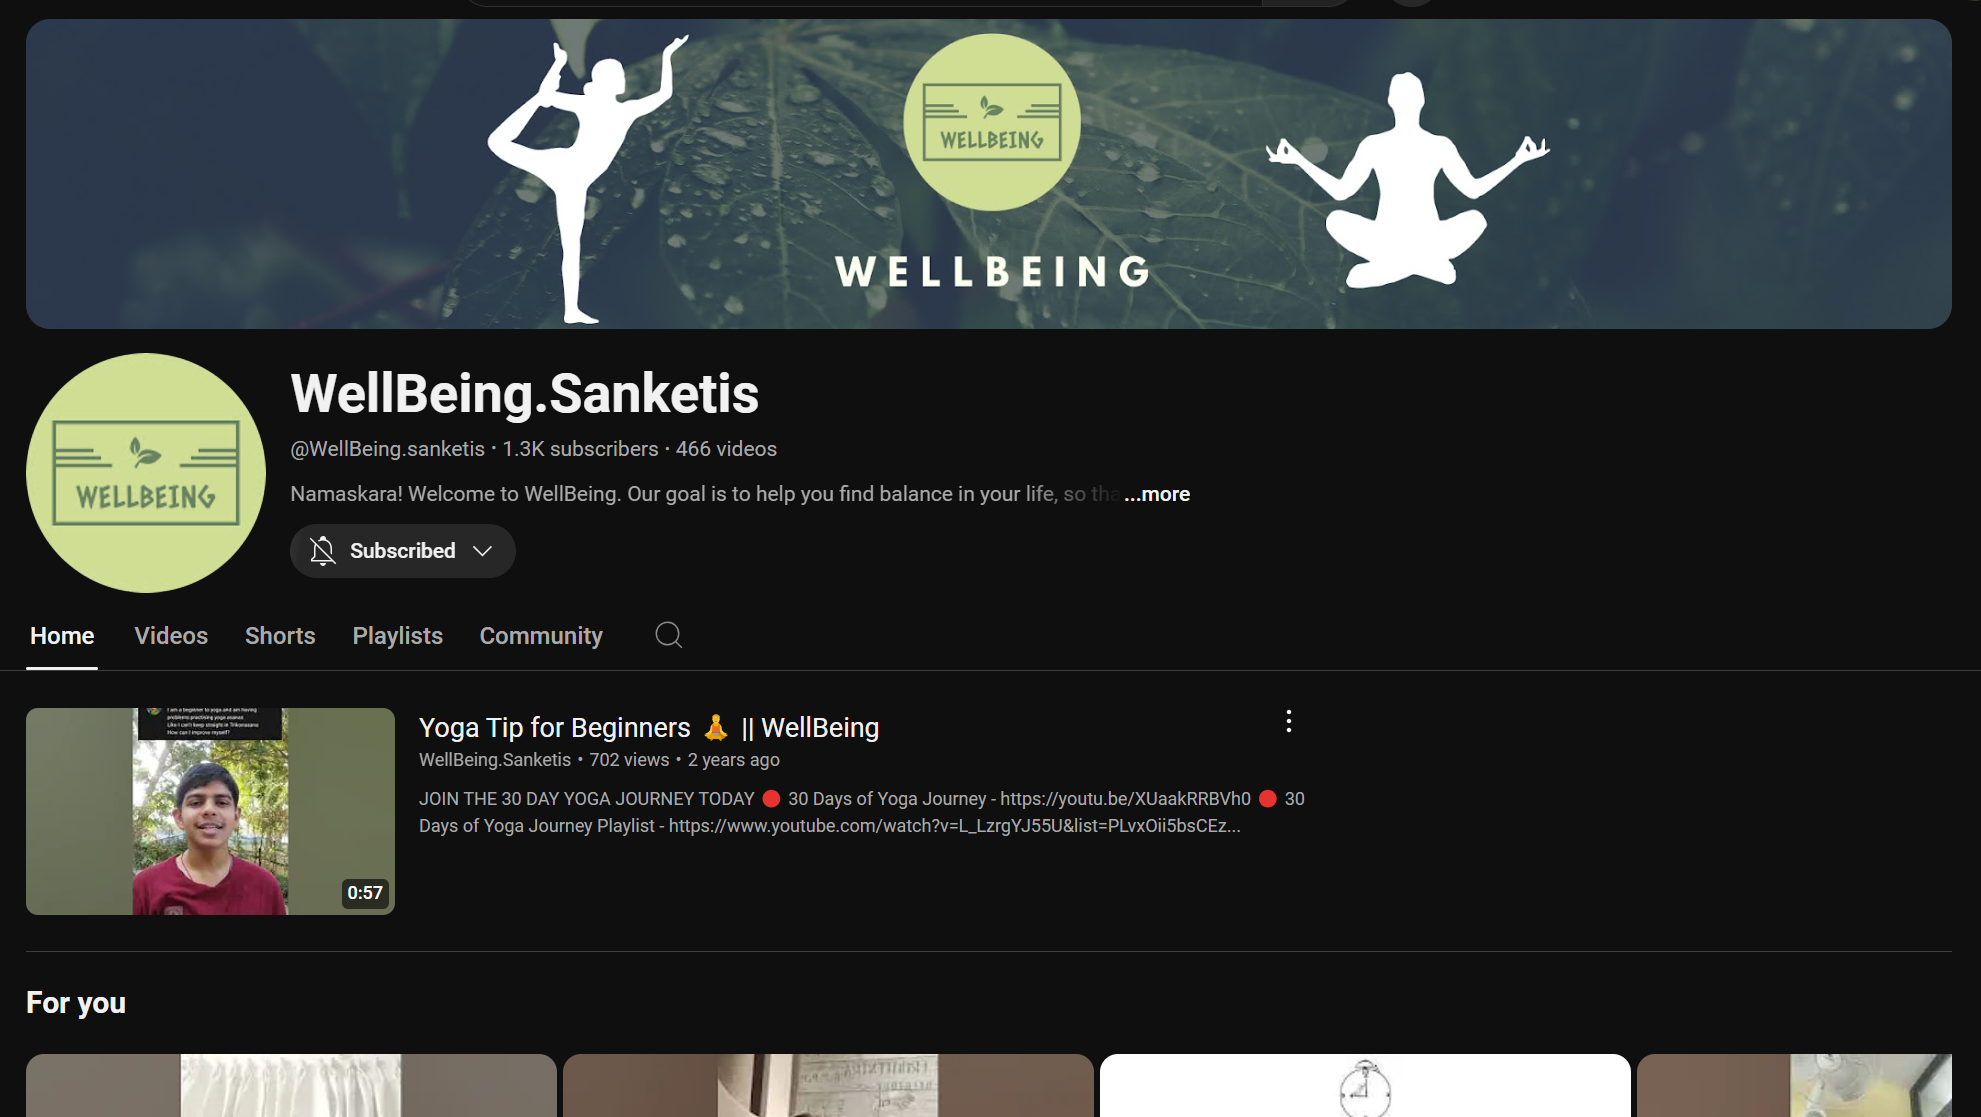 WELLBEING
WELLBEING
WELLBEING
WellBeing.Sanketis
@WellBeing.sanketis • 1.3K subscribers • 466 videos
Namaskara! Welcome to WellBeing. Our goal is to help you find balance in your life, so tha ...more
Subscribed
Home Videos Shorts Playlists Community
I am a beginner to yoga and am having
problems practising yoga asanas
Like I can't keep straight in Trikonasana
How can I improve myself?
0:57
Yoga Tip for Beginners 🧘 || WellBeing
WellBeing.Sanketis • 702 views • 2 years ago
JOIN THE 30 DAY YOGA JOURNEY TODAY 🔴 30 Days of Yoga Journey - https://youtu.be/XUaakRRBVh0 🔴 30
Days of Yoga Journey Playlist - https://www.youtube.com/watch?v=L_LzrgYJ55U&list=PLvxOii5bsCEz...
For you